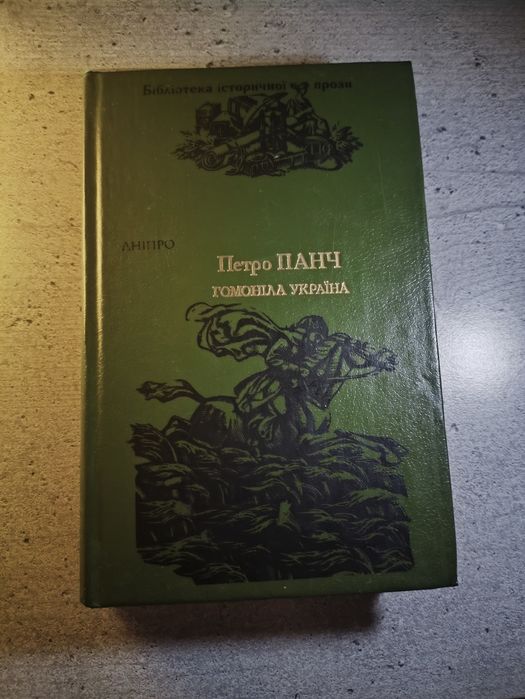 Бібліотека історичної прози
ДНІПРО
Петро ПАНЧ
ГОМОНІЛА УКРАЇНА